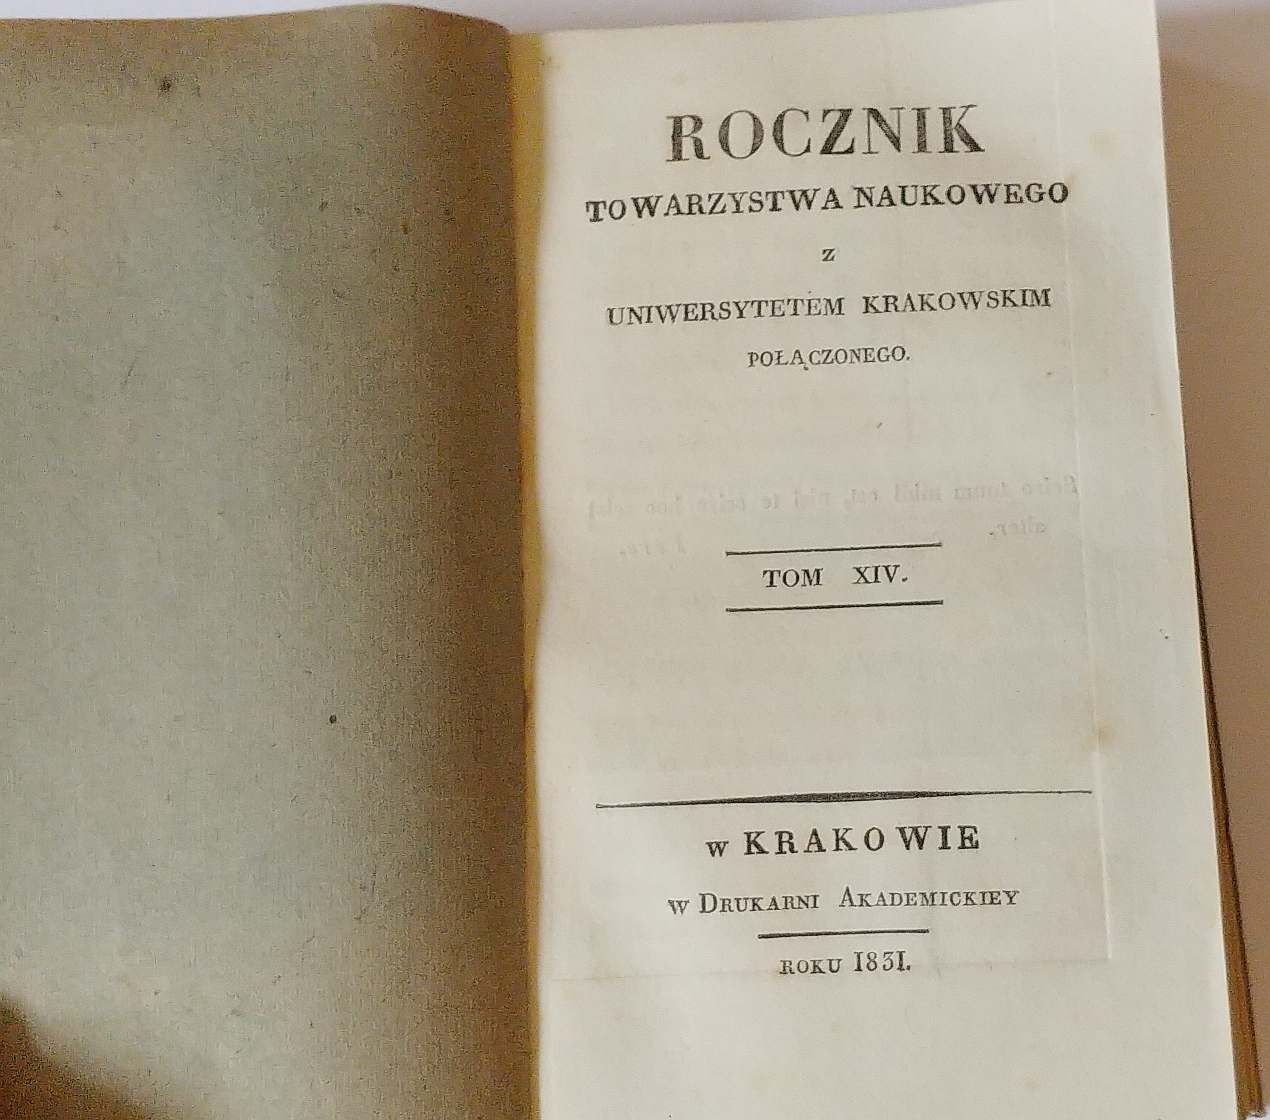 ROCZNIK
TOWARZYSTWA NAUKOWEGO
Z
UNIWERSYTETEM KRAKOWSKIM
POŁĄCZONEGO.
TOM XIV.
W KRAKOWIE
W DRUKARNI AKADEMICKIEY
ROKU 1831.